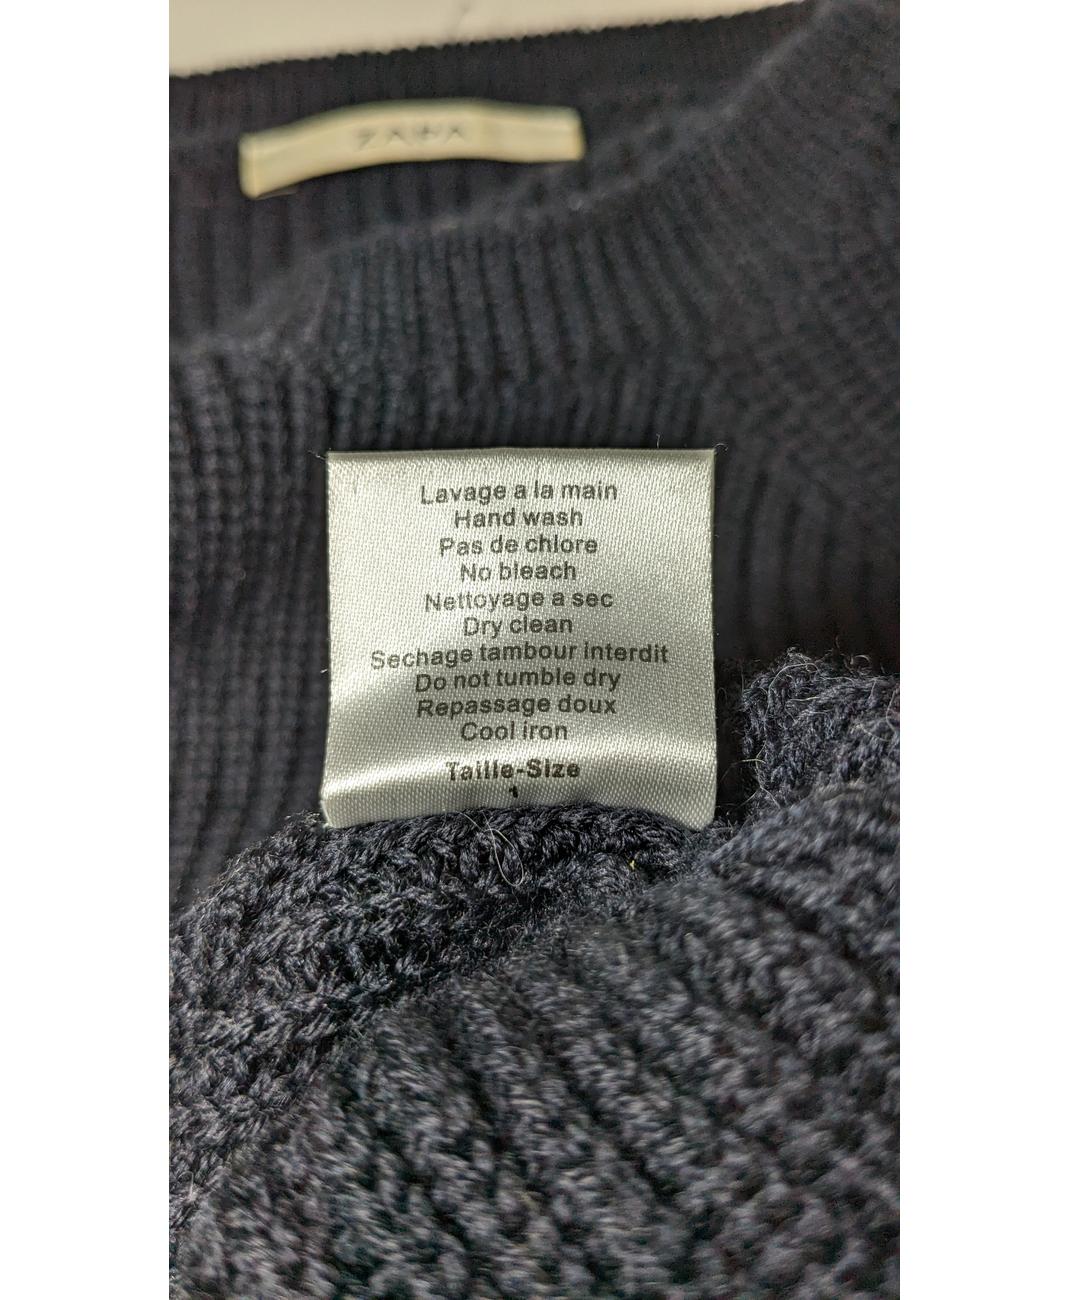 Lavage a la main
Hand wash
Pas de chlore
No bleach
Nettoyage a sec
Dry clean
Sechage tambour interdit
Do not tumble dry
Repassage doux
Cool iron
Taille-Size
1